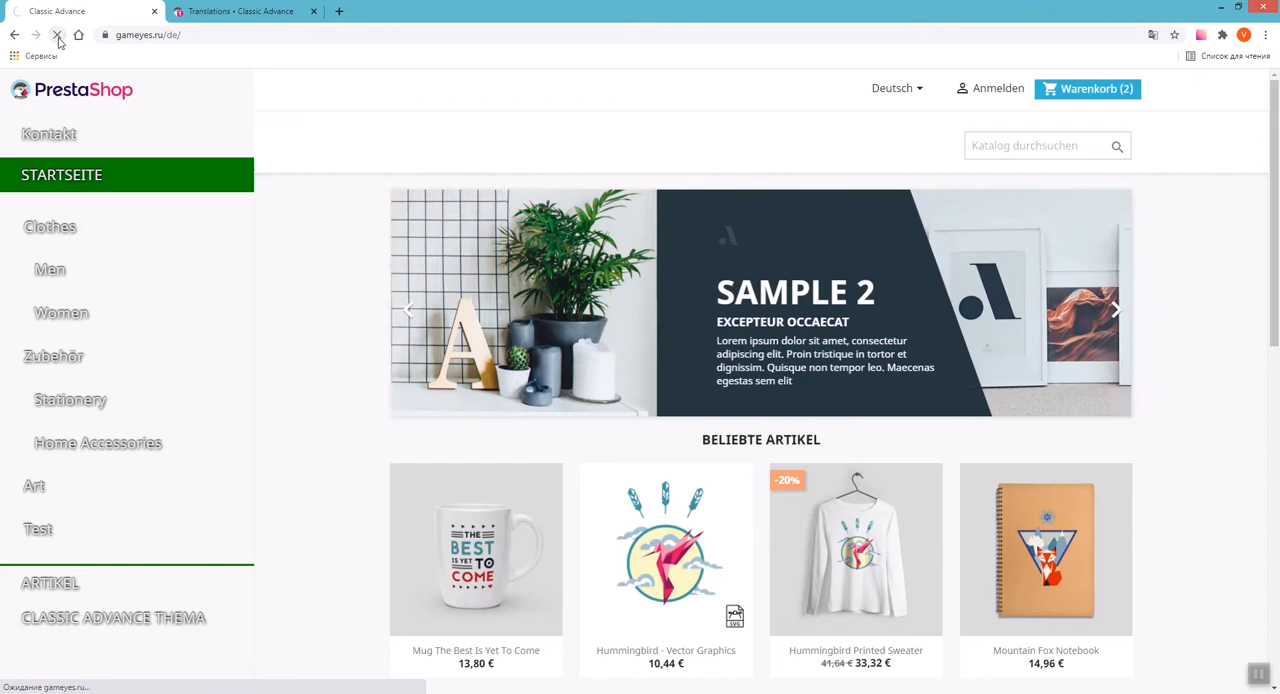 Classic Advance
Translations • Classic Advance
gameyes.ru/de/
V
Сервисы
Список для чтения
PrestaShop
Deutsch
Anmelden
Warenkorb (2)
Kontakt
Katalog durchsuchen
STARTSEITE
Clothes
Men
Women
Zubehör
Stationery
Home Accessories
Art
Test
ARTIKEL
CLASSIC ADVANCE THEMA
A
SAMPLE 2
EXCEPTEUR OCCAECAT
Lorem ipsum dolor sit amet, consectetur
adipiscing elit. Proin tristique in tortor et
dignissim. Quisque non tempor leo. Maecenas
egestas sem elit
BELIEBTE ARTIKEL
THE
BEST
IS YET TO
COME
SVG
-20%
Mug The Best Is Yet To Come
13,80 €
Hummingbird - Vector Graphics
10,44 €
Hummingbird Printed Sweater
41,64 € 33,32 €
Mountain Fox Notebook
14,96 €
Ожидание gameyes.ru...